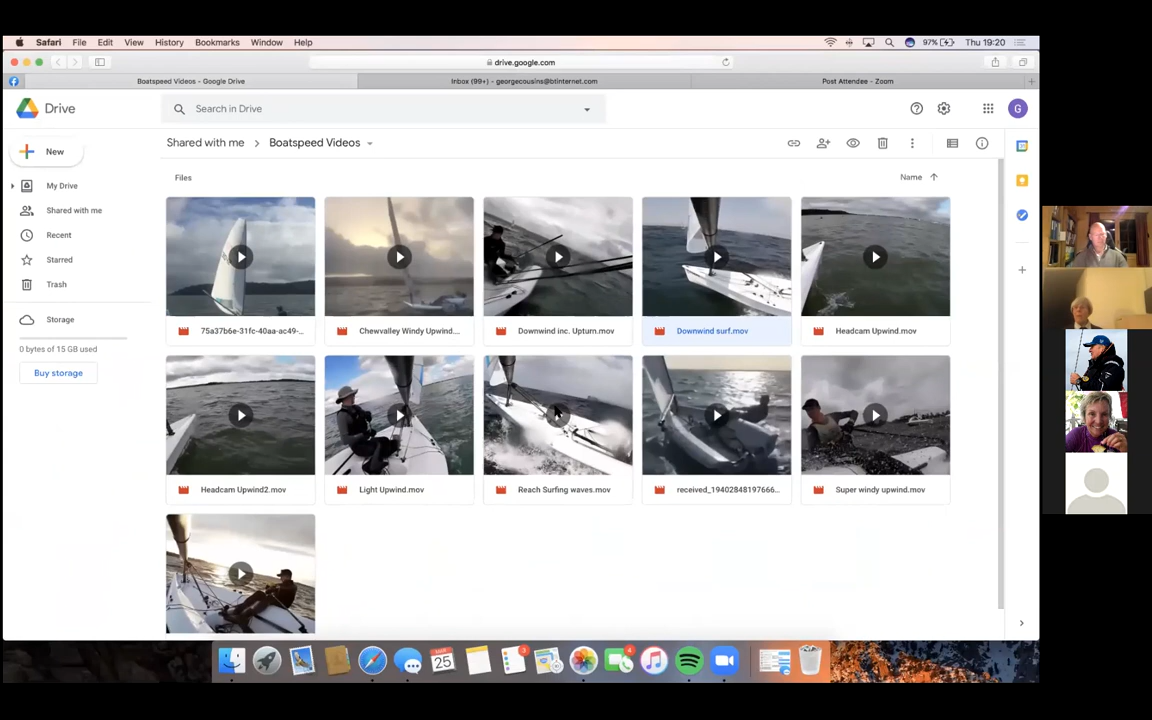 Safari File Edit View History Bookmarks Window Help 97% Thu 19:20
drive.google.com
Boatspeed Videos - Google Drive Inbox (99+) - georgecousins@btinternet.com Post Attendee - Zoom
Drive Search in Drive G
New Shared with me > Boatspeed Videos
My Drive Files Name
Shared with me
Recent
Starred
Trash
Storage
0 bytes of 15 GB used
Buy storage
75a37b6e-31fc-40aa-ac49-... Chewvalley Windy Upwind.... Downwind inc. Upturn.mov Downwind surf.mov Headcam Upwind.mov
Headcam Upwind2.mov Light Upwind.mov Reach Surfing waves.mov received_19402848197666... Super windy upwind.mov
25 3 4